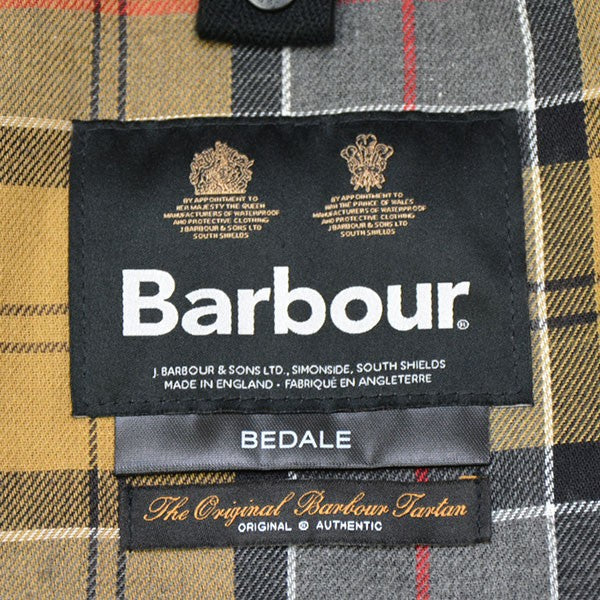 BY APPOINTMENT TO
HER MAJESTY THE QUEEN
MANUFACTURERS OF WATERPROOF
AND PROTECTIVE CLOTHING
J BARBOUR & SONS LTD
SOUTH SHIELDS
BY APPOINTMENT TO
HRH THE PRINCE OF WALES
MANUFACTURERS OF WATERPROOF
AND PROTECTIVE CLOTHING
J BARBOUR & SONS LTD
SOUTH SHIELDS
Barbour®
J. BARBOUR & SONS LTD., SIMONSIDE, SOUTH SHIELDS
MADE IN ENGLAND - FABRIQUÉ EN ANGLETERRE
BEDALE
The Original Barbour Tartan
ORIGINAL ® AUTHENTIC